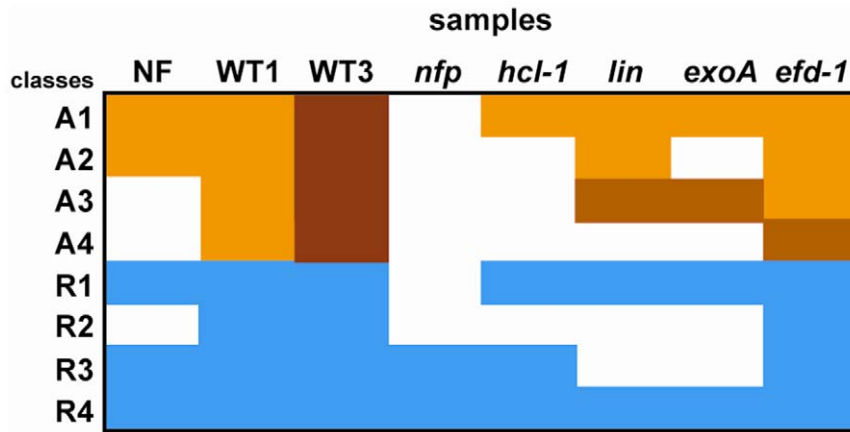 samples
classes NF WT1 WT3 nfp hcl-1 lin exoA efd-1
A1
A2
A3
A4
R1
R2
R3
R4